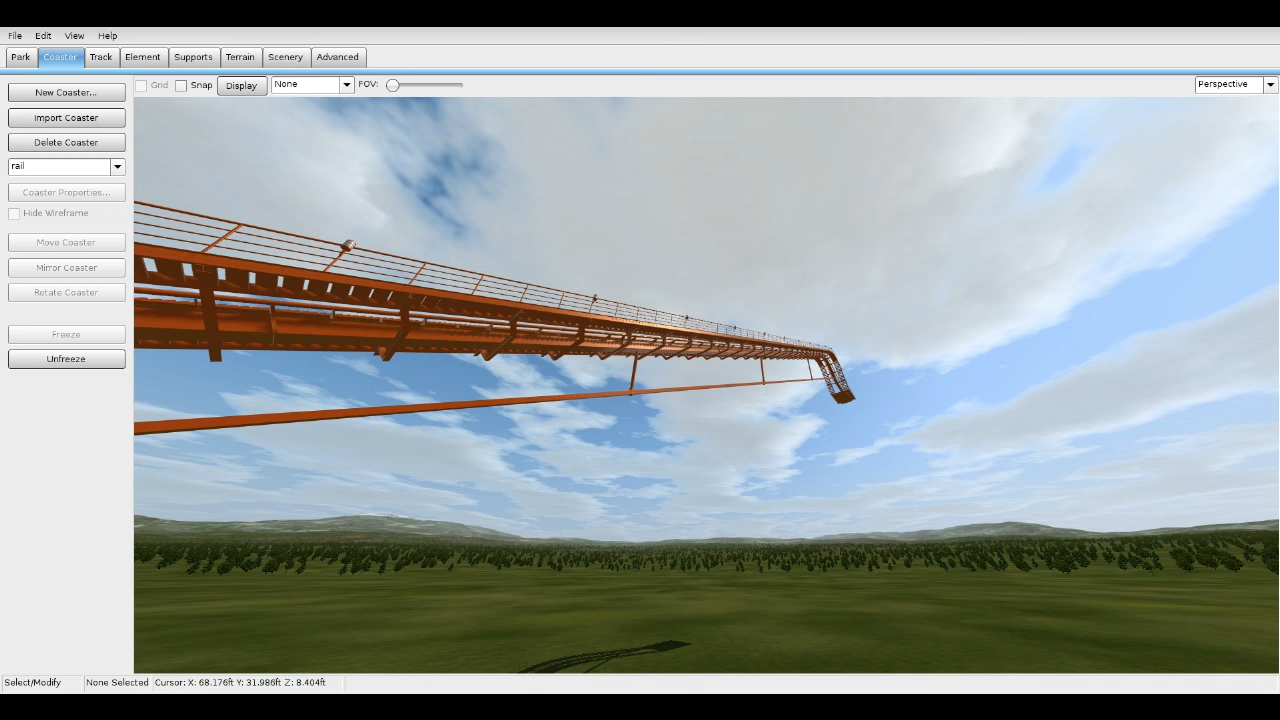 File Edit View Help
Park Coaster Track Element Supports Terrain Scenery Advanced
Grid Snap Display None FOV: Perspective
New Coaster...
Import Coaster
Delete Coaster
rail
Coaster Properties...
Hide Wireframe
Move Coaster
Mirror Coaster
Rotate Coaster
Freeze
Unfreeze
Select/Modify None Selected Cursor: X: 68.176ft Y: 31.986ft Z: 8.404ft